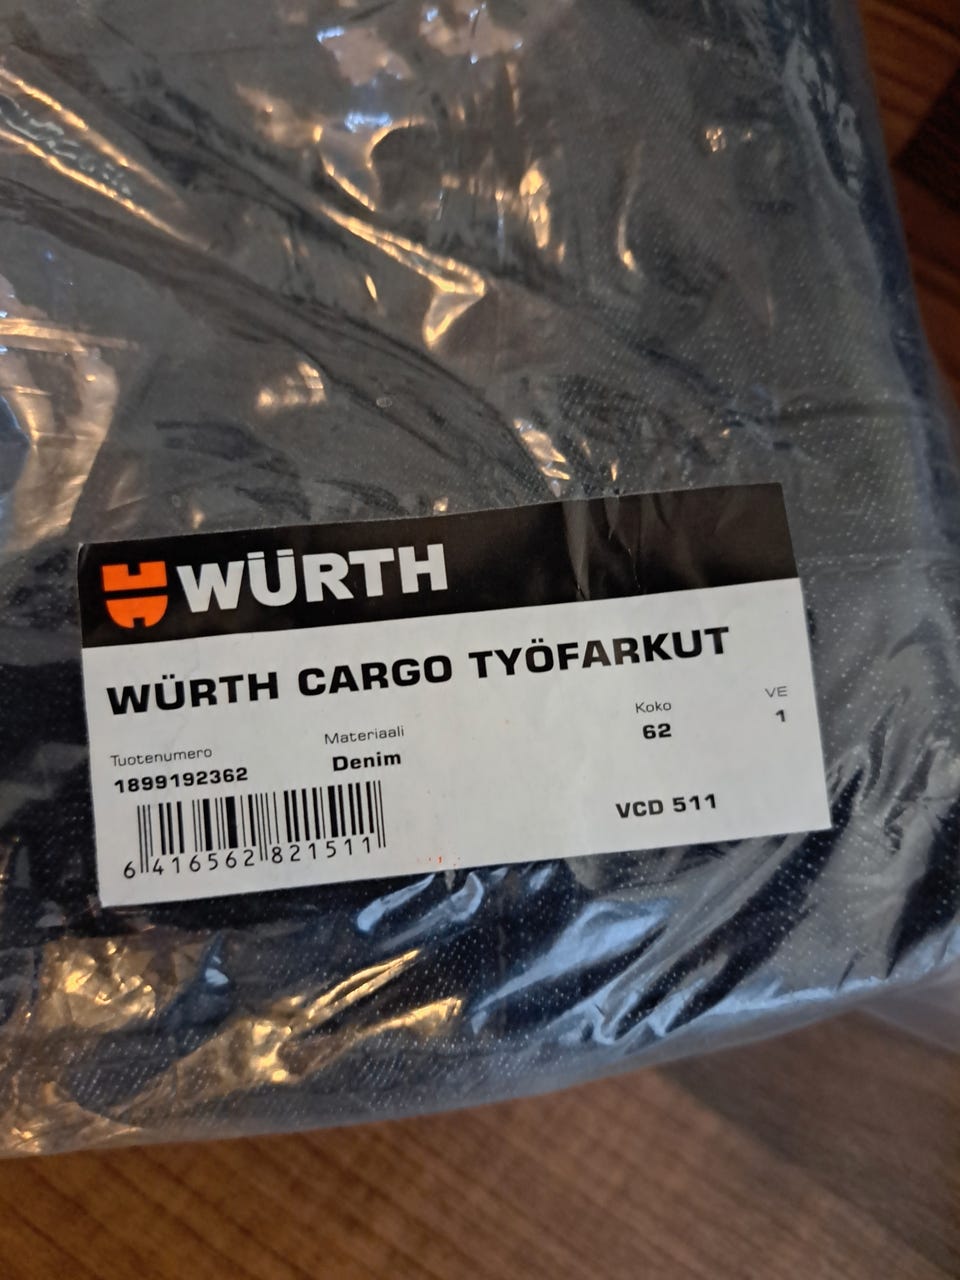 WÜRTH
WÜRTH CARGO TYÖFARKUT
Tuotenumero Materiaali Koko VE
1899192362 Denim 62 1
VCD 511
6 416562 821511